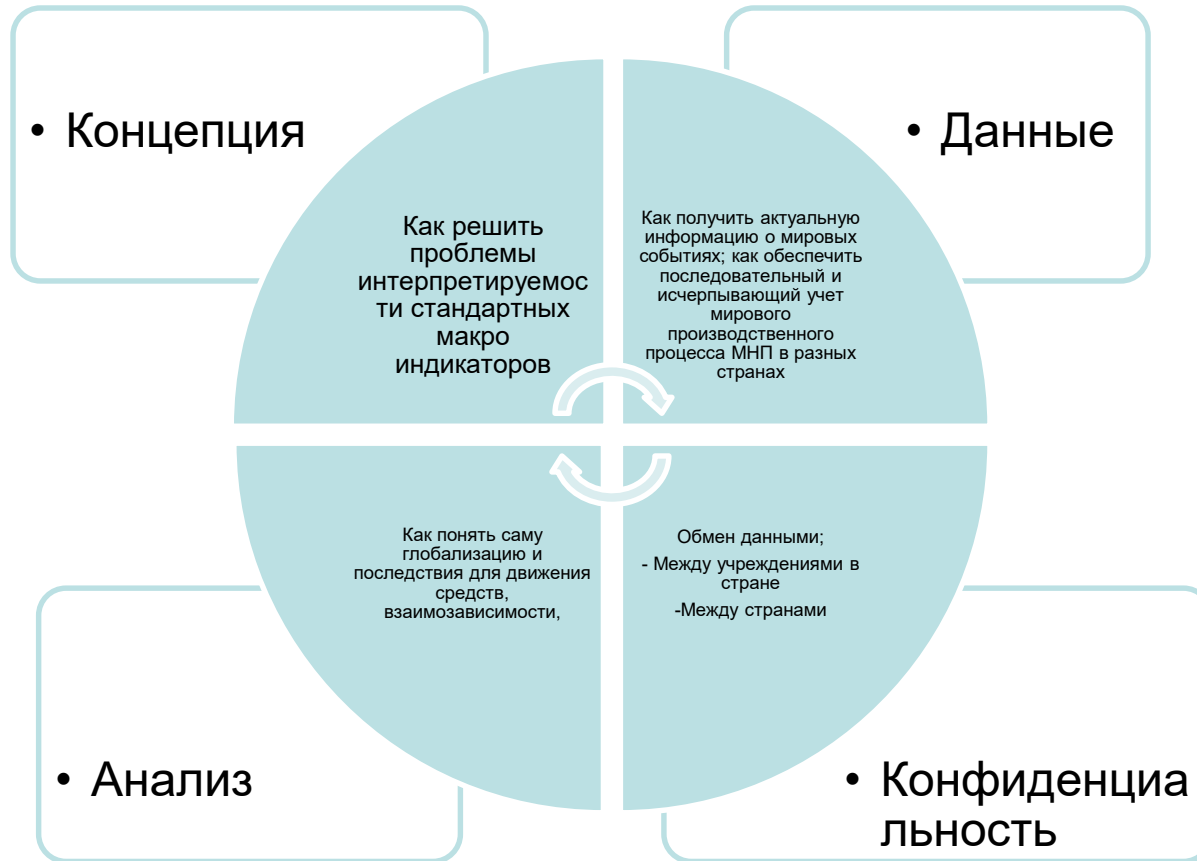 • Концепция
• Данные
Как решить
проблемы
интерпретируемос
ти стандартных
макро
индикаторов
Как получить актуальную
информацию о мировых
событиях; как обеспечить
последовательный и
исчерпывающий учет
мирового
производственного
процесса МНП в разных
странах
Как понять саму
глобализацию и
последствия для движения
средств,
взаимозависимости,
Обмен данными;
- Между учреждениями в
стране
-Между странами
• Анализ
• Конфиденциа
льность